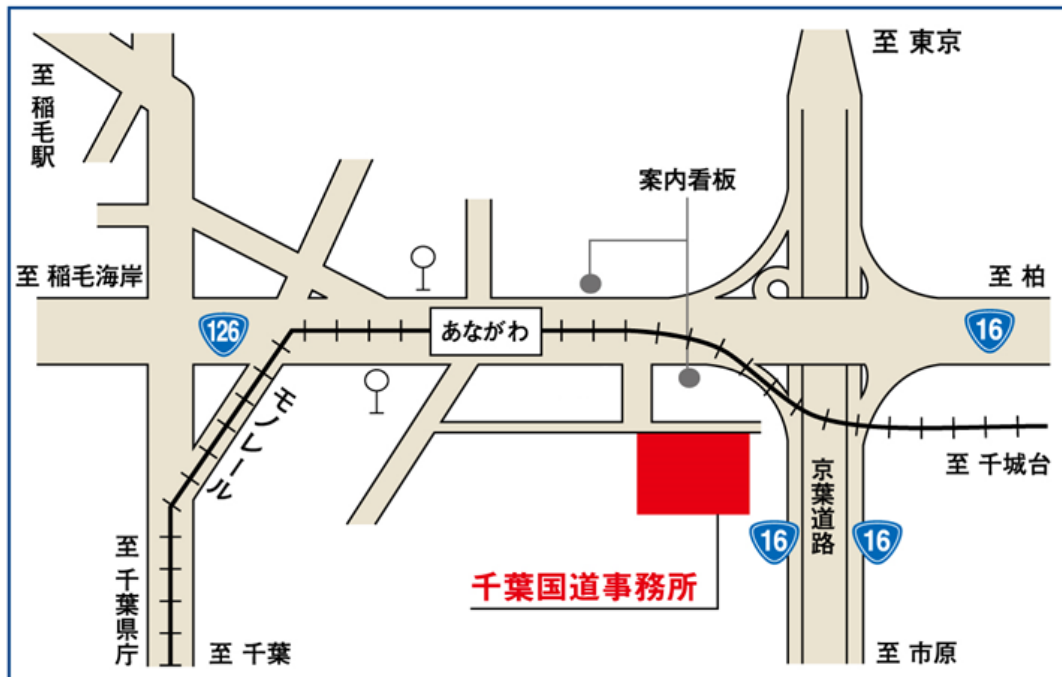 至 東京
至 稲毛駅
案内看板
至 稲毛海岸
至 柏
126
あながわ
16
モノレール
至 千城台
京葉道路
16
16
千葉国道事務所
至 千葉県庁
至 千葉
至 市原